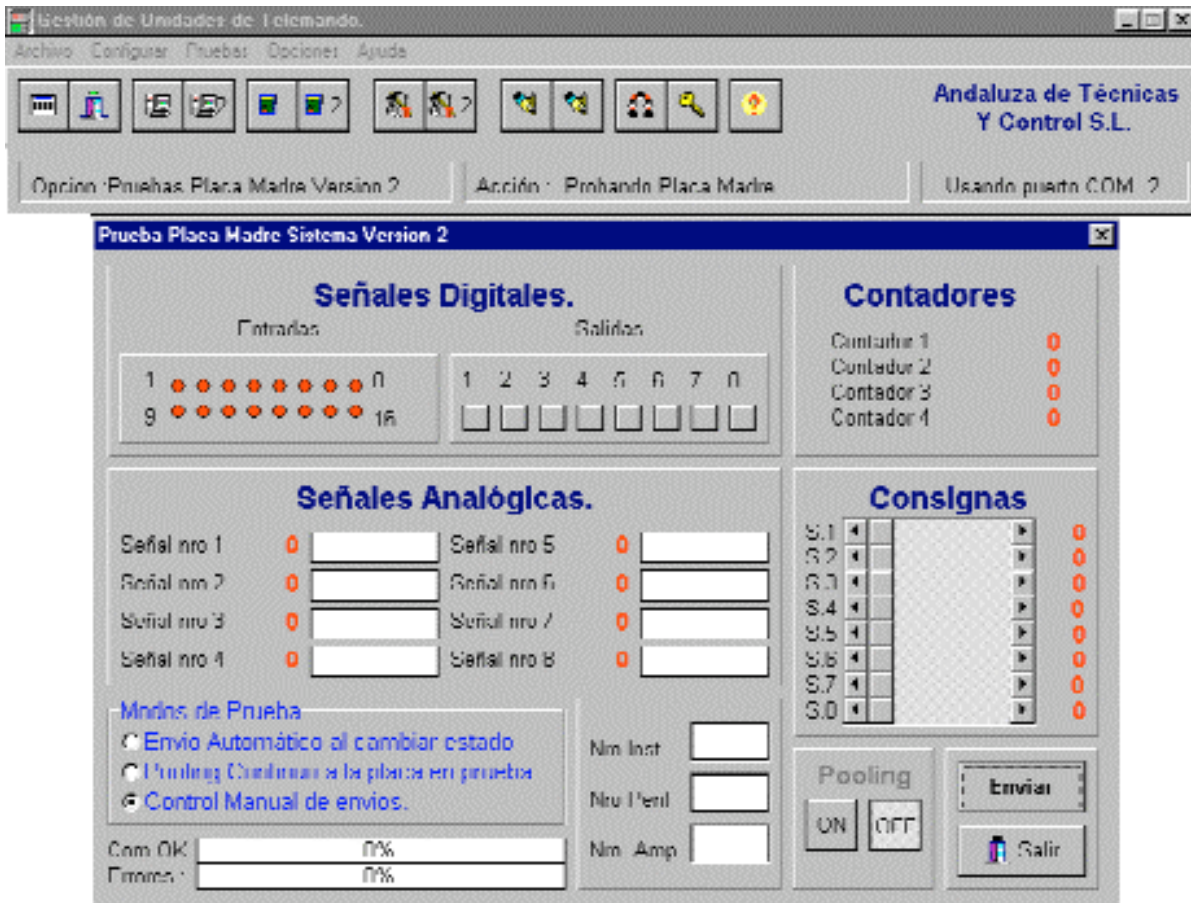 Gestión de Unidades de Telemando.
Archivo Configurar Pruebas Opciones Ayuda
2 2
Andaluza de Técnicas
Y Control S.L.
Opcion :Pruebas Placa Madre Version 2
Acción : Probando Placa Madre
Usando puerto COM 2
Prueba Placa Madre Sistema Version 2
Señales Digitales.
Entradas
Salidas
1 8
9 16
1 2 3 4 5 6 7 8
Contadores
Contador 1 0
Contador 2 0
Contador 3 0
Contador 4 0
Señales Analógicas.
Señal nro 1 0 Señal nro 5 0
Señal nro 2 0 Señal nro 6 0
Señal nro 3 0 Señal nro 7 0
Señal nro 4 0 Señal nro 8 0
Consignas
S.1 0
S.2 0
S.3 0
S.4 0
S.5 0
S.6 0
S.7 0
S.8 0
Modos de Prueba
Envio Automático al cambiar estado
Pooling Continuo a la placa en prueba
Control Manual de envios.
Com OK 0%
Errores : 0%
Nro Inst
Nro Perif
Nro Amp
Pooling
ON OFF
Enviar
Salir